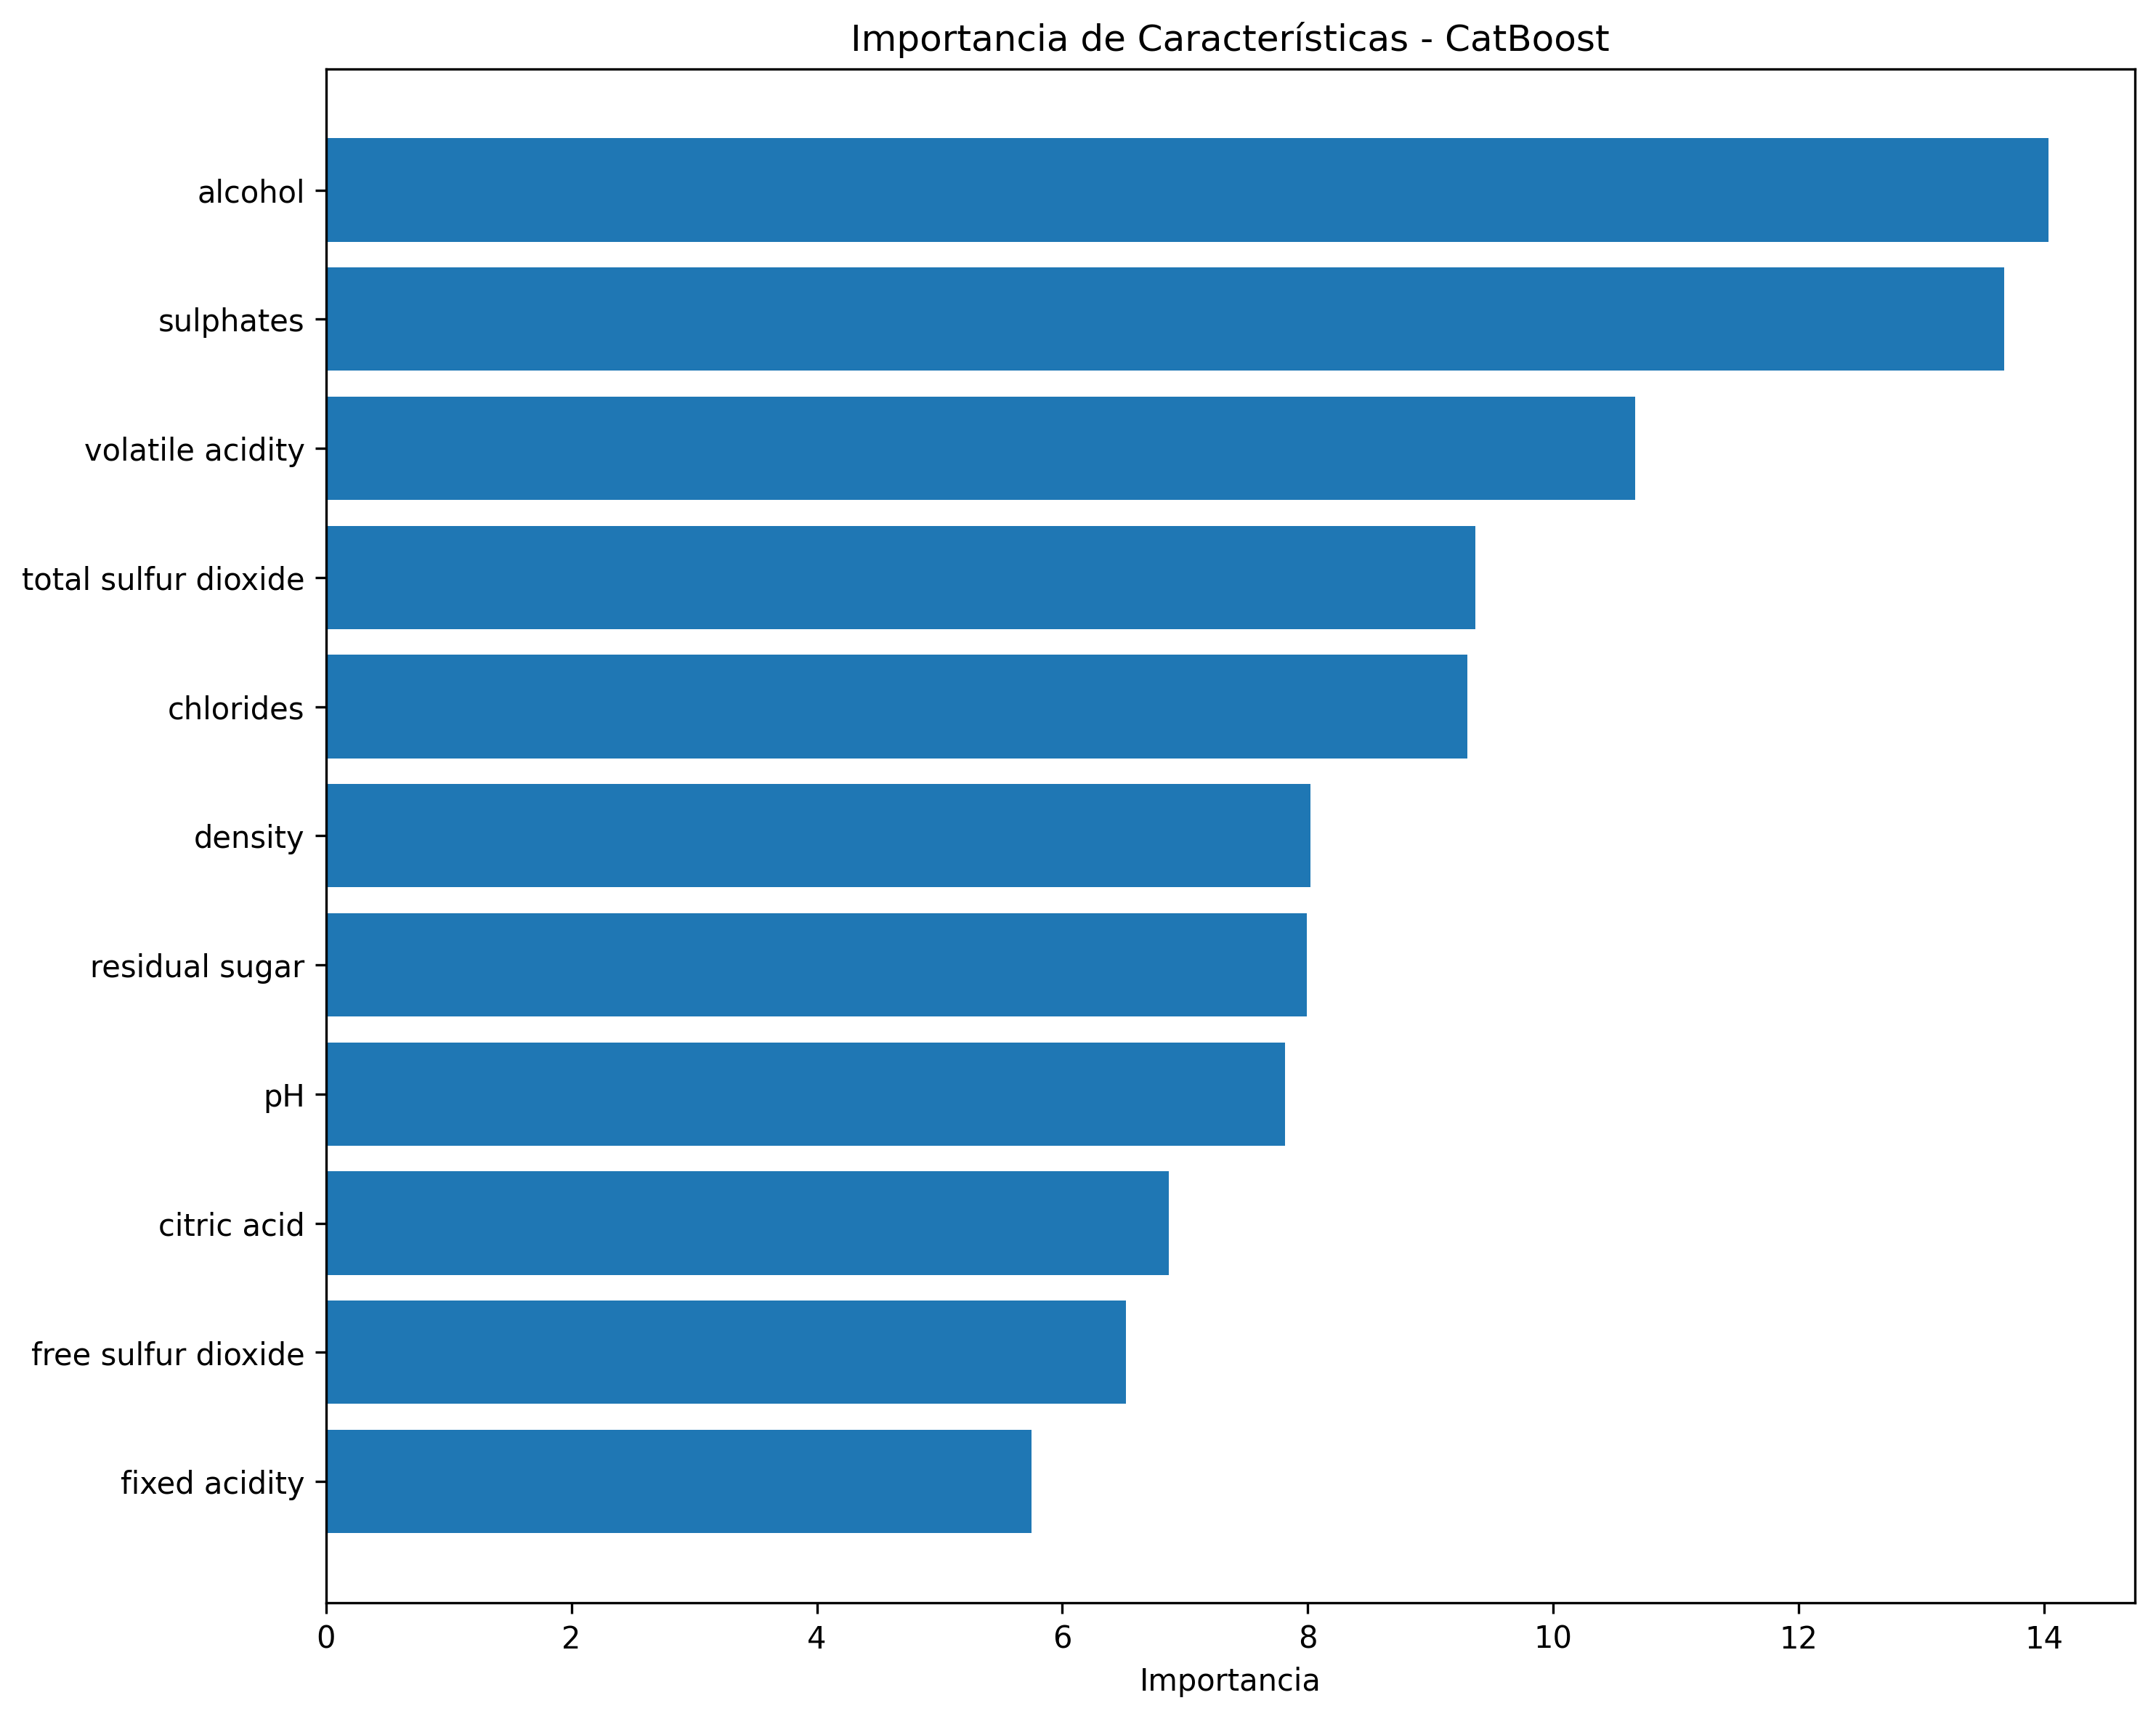 Importancia de Características - CatBoost
alcohol
sulphates
volatile acidity
total sulfur dioxide
chlorides
density
residual sugar
pH
citric acid
free sulfur dioxide
fixed acidity
0 2 4 6 8 10 12 14
Importancia